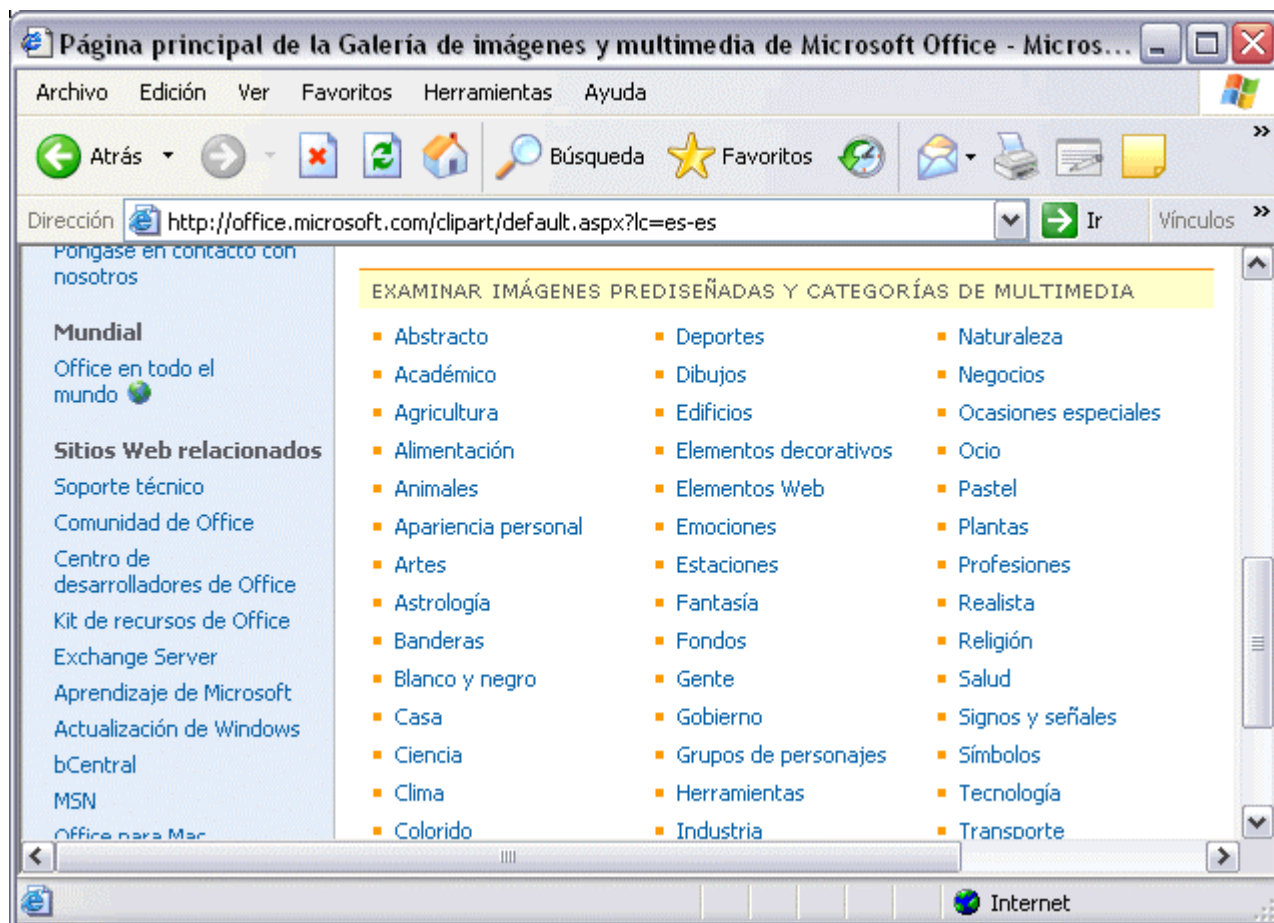 Página principal de la Galería de imágenes y multimedia de Microsoft Office - Micros...
Archivo Edición Ver Favoritos Herramientas Ayuda
Atrás Búsqueda Favoritos »
Dirección http://office.microsoft.com/clipart/default.aspx?lc=es-es Ir Vínculos »
Póngase en contacto con
nosotros
Mundial
Office en todo el
mundo
Sitios Web relacionados
Soporte técnico
Comunidad de Office
Centro de
desarrolladores de Office
Kit de recursos de Office
Exchange Server
Aprendizaje de Microsoft
Actualización de Windows
bCentral
MSN
Office para Mac
EXAMINAR IMÁGENES PREDISEÑADAS Y CATEGORÍAS DE MULTIMEDIA
Abstracto
Académico
Agricultura
Alimentación
Animales
Apariencia personal
Artes
Astrología
Banderas
Blanco y negro
Casa
Ciencia
Clima
Colorido
Deportes
Dibujos
Edificios
Elementos decorativos
Elementos Web
Emociones
Estaciones
Fantasía
Fondos
Gente
Gobierno
Grupos de personajes
Herramientas
Industria
Naturaleza
Negocios
Ocasiones especiales
Ocio
Pastel
Plantas
Profesiones
Realista
Religión
Salud
Signos y señales
Símbolos
Tecnología
Transporte
Internet